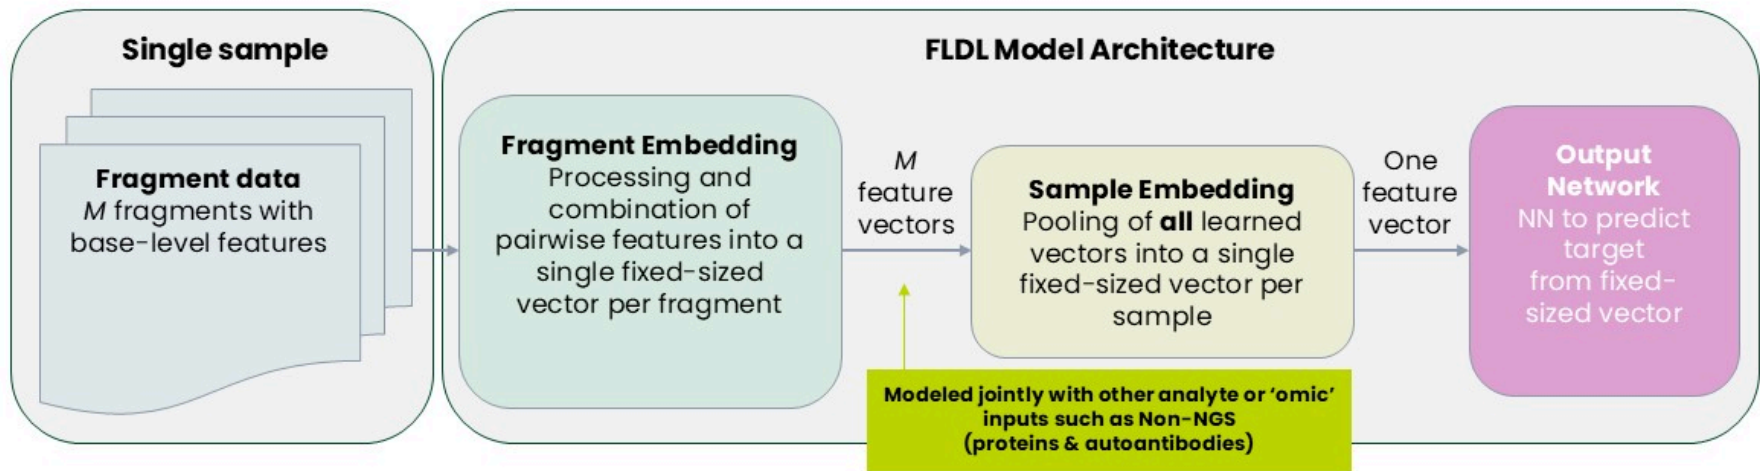 Single sample
Fragment data
M fragments with
base-level features
FLDL Model Architecture
Fragment Embedding
Processing and
combination of
pairwise features into a
single fixed-sized
vector per fragment
M
feature
vectors
Sample Embedding
Pooling of all learned
vectors into a single
fixed-sized vector per
sample
One
feature
vector
Output
Network
NN to predict
target
from fixed-
sized vector
Modeled jointly with other analyte or ‘omic’
inputs such as Non-NGS
(proteins & autoantibodies)